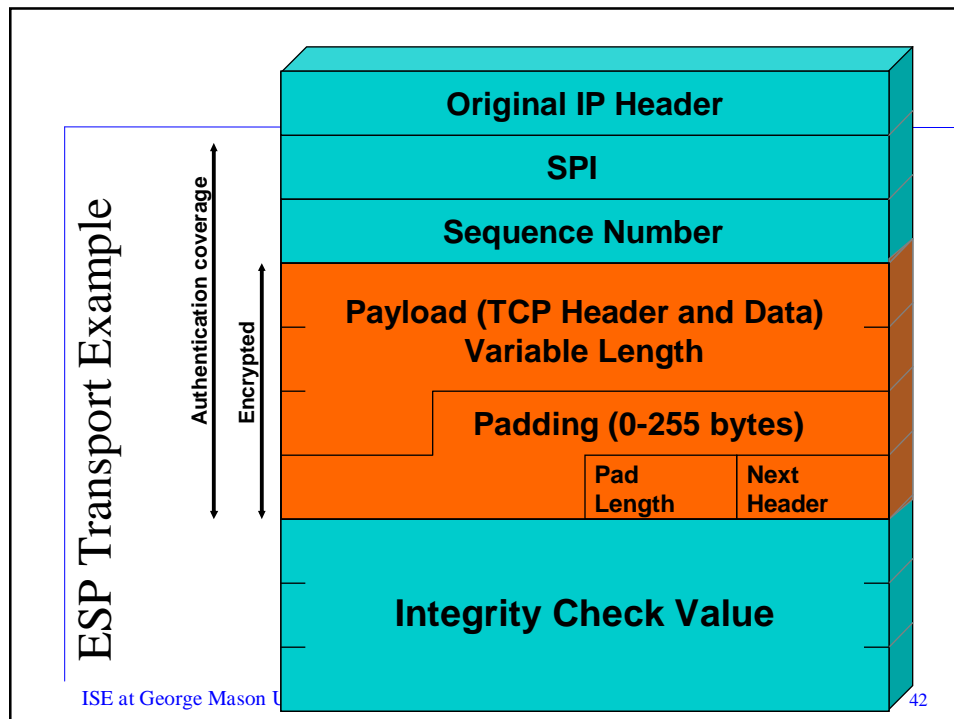 ESP Transport Example
Authentication coverage
Encrypted
Original IP Header
SPI
Sequence Number
Payload (TCP Header and Data)
Variable Length
Padding (0-255 bytes)
Pad
Length
Next
Header
Integrity Check Value
ISE at George Mason
42